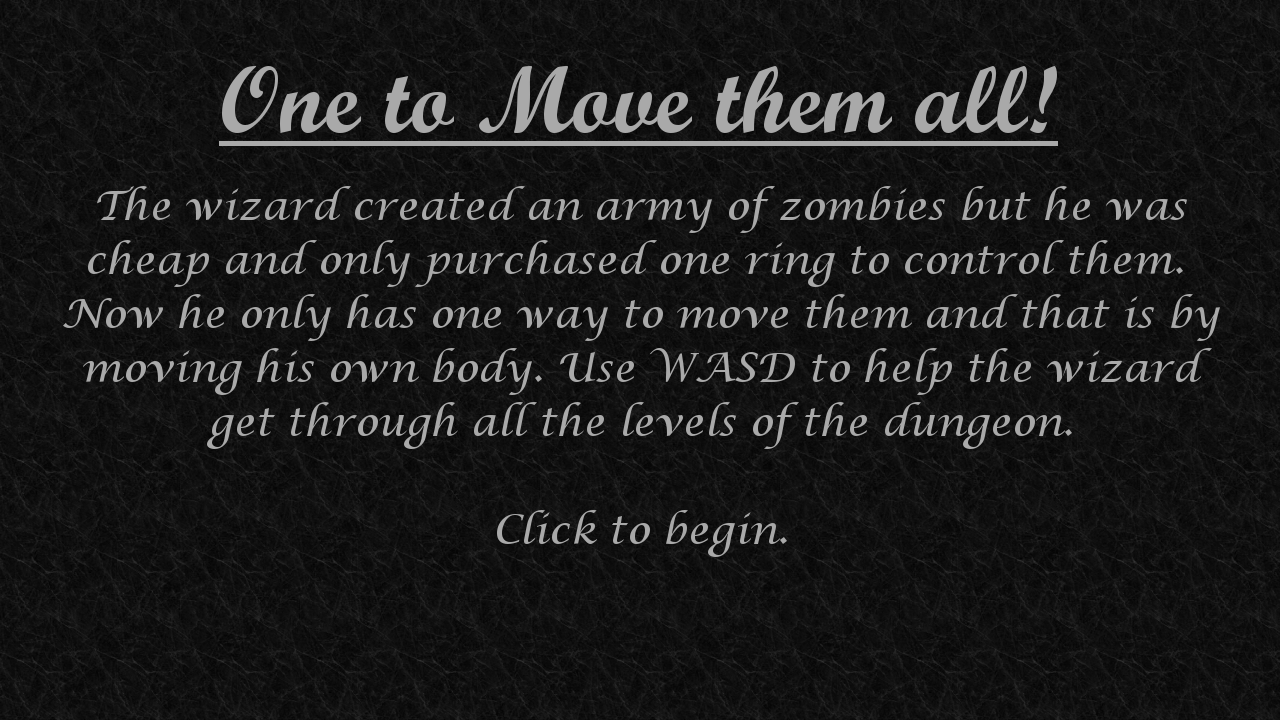 One to Move them all!
The wizard created an army of zombies but he was
cheap and only purchased one ring to control them.
Now he only has one way to move them and that is by
moving his own body. Use WASD to help the wizard
get through all the levels of the dungeon.
Click to begin.